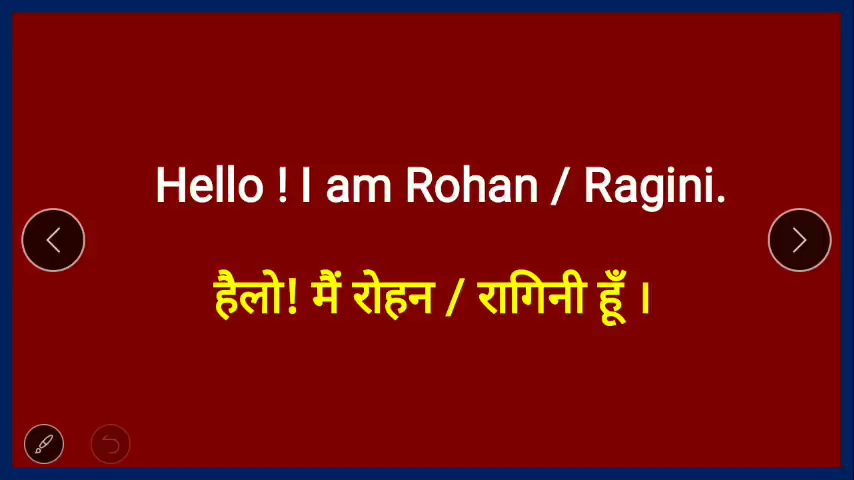 Hello ! I am Rohan / Ragini.
हैलो! मैं रोहन / रागिनी हूँ ।